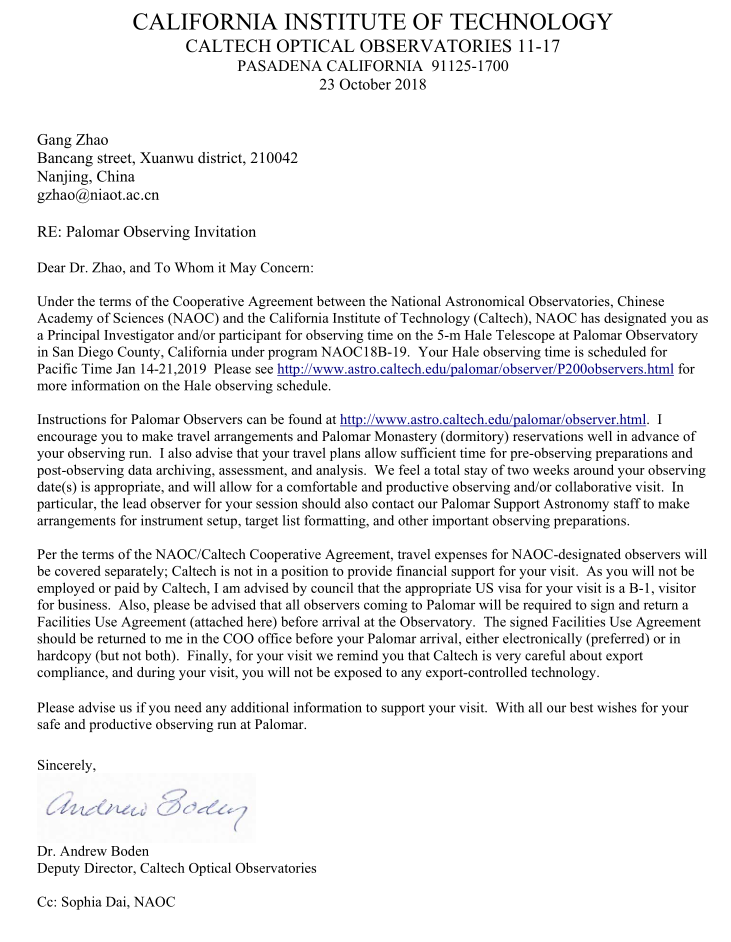 CALIFORNIA INSTITUTE OF TECHNOLOGY
CALTECH OPTICAL OBSERVATORIES 11-17
PASADENA CALIFORNIA 91125-1700
23 October 2018
Gang Zhao
Bancang street, Xuanwu district, 210042
Nanjing, China
gzhao@niaot.ac.cn
RE: Palomar Observing Invitation
Dear Dr. Zhao, and To Whom it May Concern:
Under the terms of the Cooperative Agreement between the National Astronomical Observatories, Chinese
Academy of Sciences (NAOC) and the California Institute of Technology (Caltech), NAOC has designated you as
a Principal Investigator and/or participant for observing time on the 5-m Hale Telescope at Palomar Observatory
in San Diego County, California under program NAOC18B-19. Your Hale observing time is scheduled for
Pacific Time Jan 14-21,2019 Please see http://www.astro.caltech.edu/palomar/observer/P200observers.html for
more information on the Hale observing schedule.
Instructions for Palomar Observers can be found at http://www.astro.caltech.edu/palomar/observer.html. I
encourage you to make travel arrangements and Palomar Monastery (dormitory) reservations well in advance of
your observing run. I also advise that your travel plans allow sufficient time for pre-observing preparations and
post-observing data archiving, assessment, and analysis. We feel a total stay of two weeks around your observing
date(s) is appropriate, and will allow for a comfortable and productive observing and/or collaborative visit. In
particular, the lead observer for your session should also contact our Palomar Support Astronomy staff to make
arrangements for instrument setup, target list formatting, and other important observing preparations.
Per the terms of the NAOC/Caltech Cooperative Agreement, travel expenses for NAOC-designated observers will
be covered separately; Caltech is not in a position to provide financial support for your visit. As you will not be
employed or paid by Caltech, I am advised by council that the appropriate US visa for your visit is a B-1, visitor
for business. Also, please be advised that all observers coming to Palomar will be required to sign and return a
Facilities Use Agreement (attached here) before arrival at the Observatory. The signed Facilities Use Agreement
should be returned to me in the COO office before your Palomar arrival, either electronically (preferred) or in
hardcopy (but not both). Finally, for your visit we remind you that Caltech is very careful about export
compliance, and during your visit, you will not be exposed to any export-controlled technology.
Please advise us if you need any additional information to support your visit. With all our best wishes for your
safe and productive observing run at Palomar.
Sincerely,
Andrew Boden
Dr. Andrew Boden
Deputy Director, Caltech Optical Observatories
Cc: Sophia Dai, NAOC